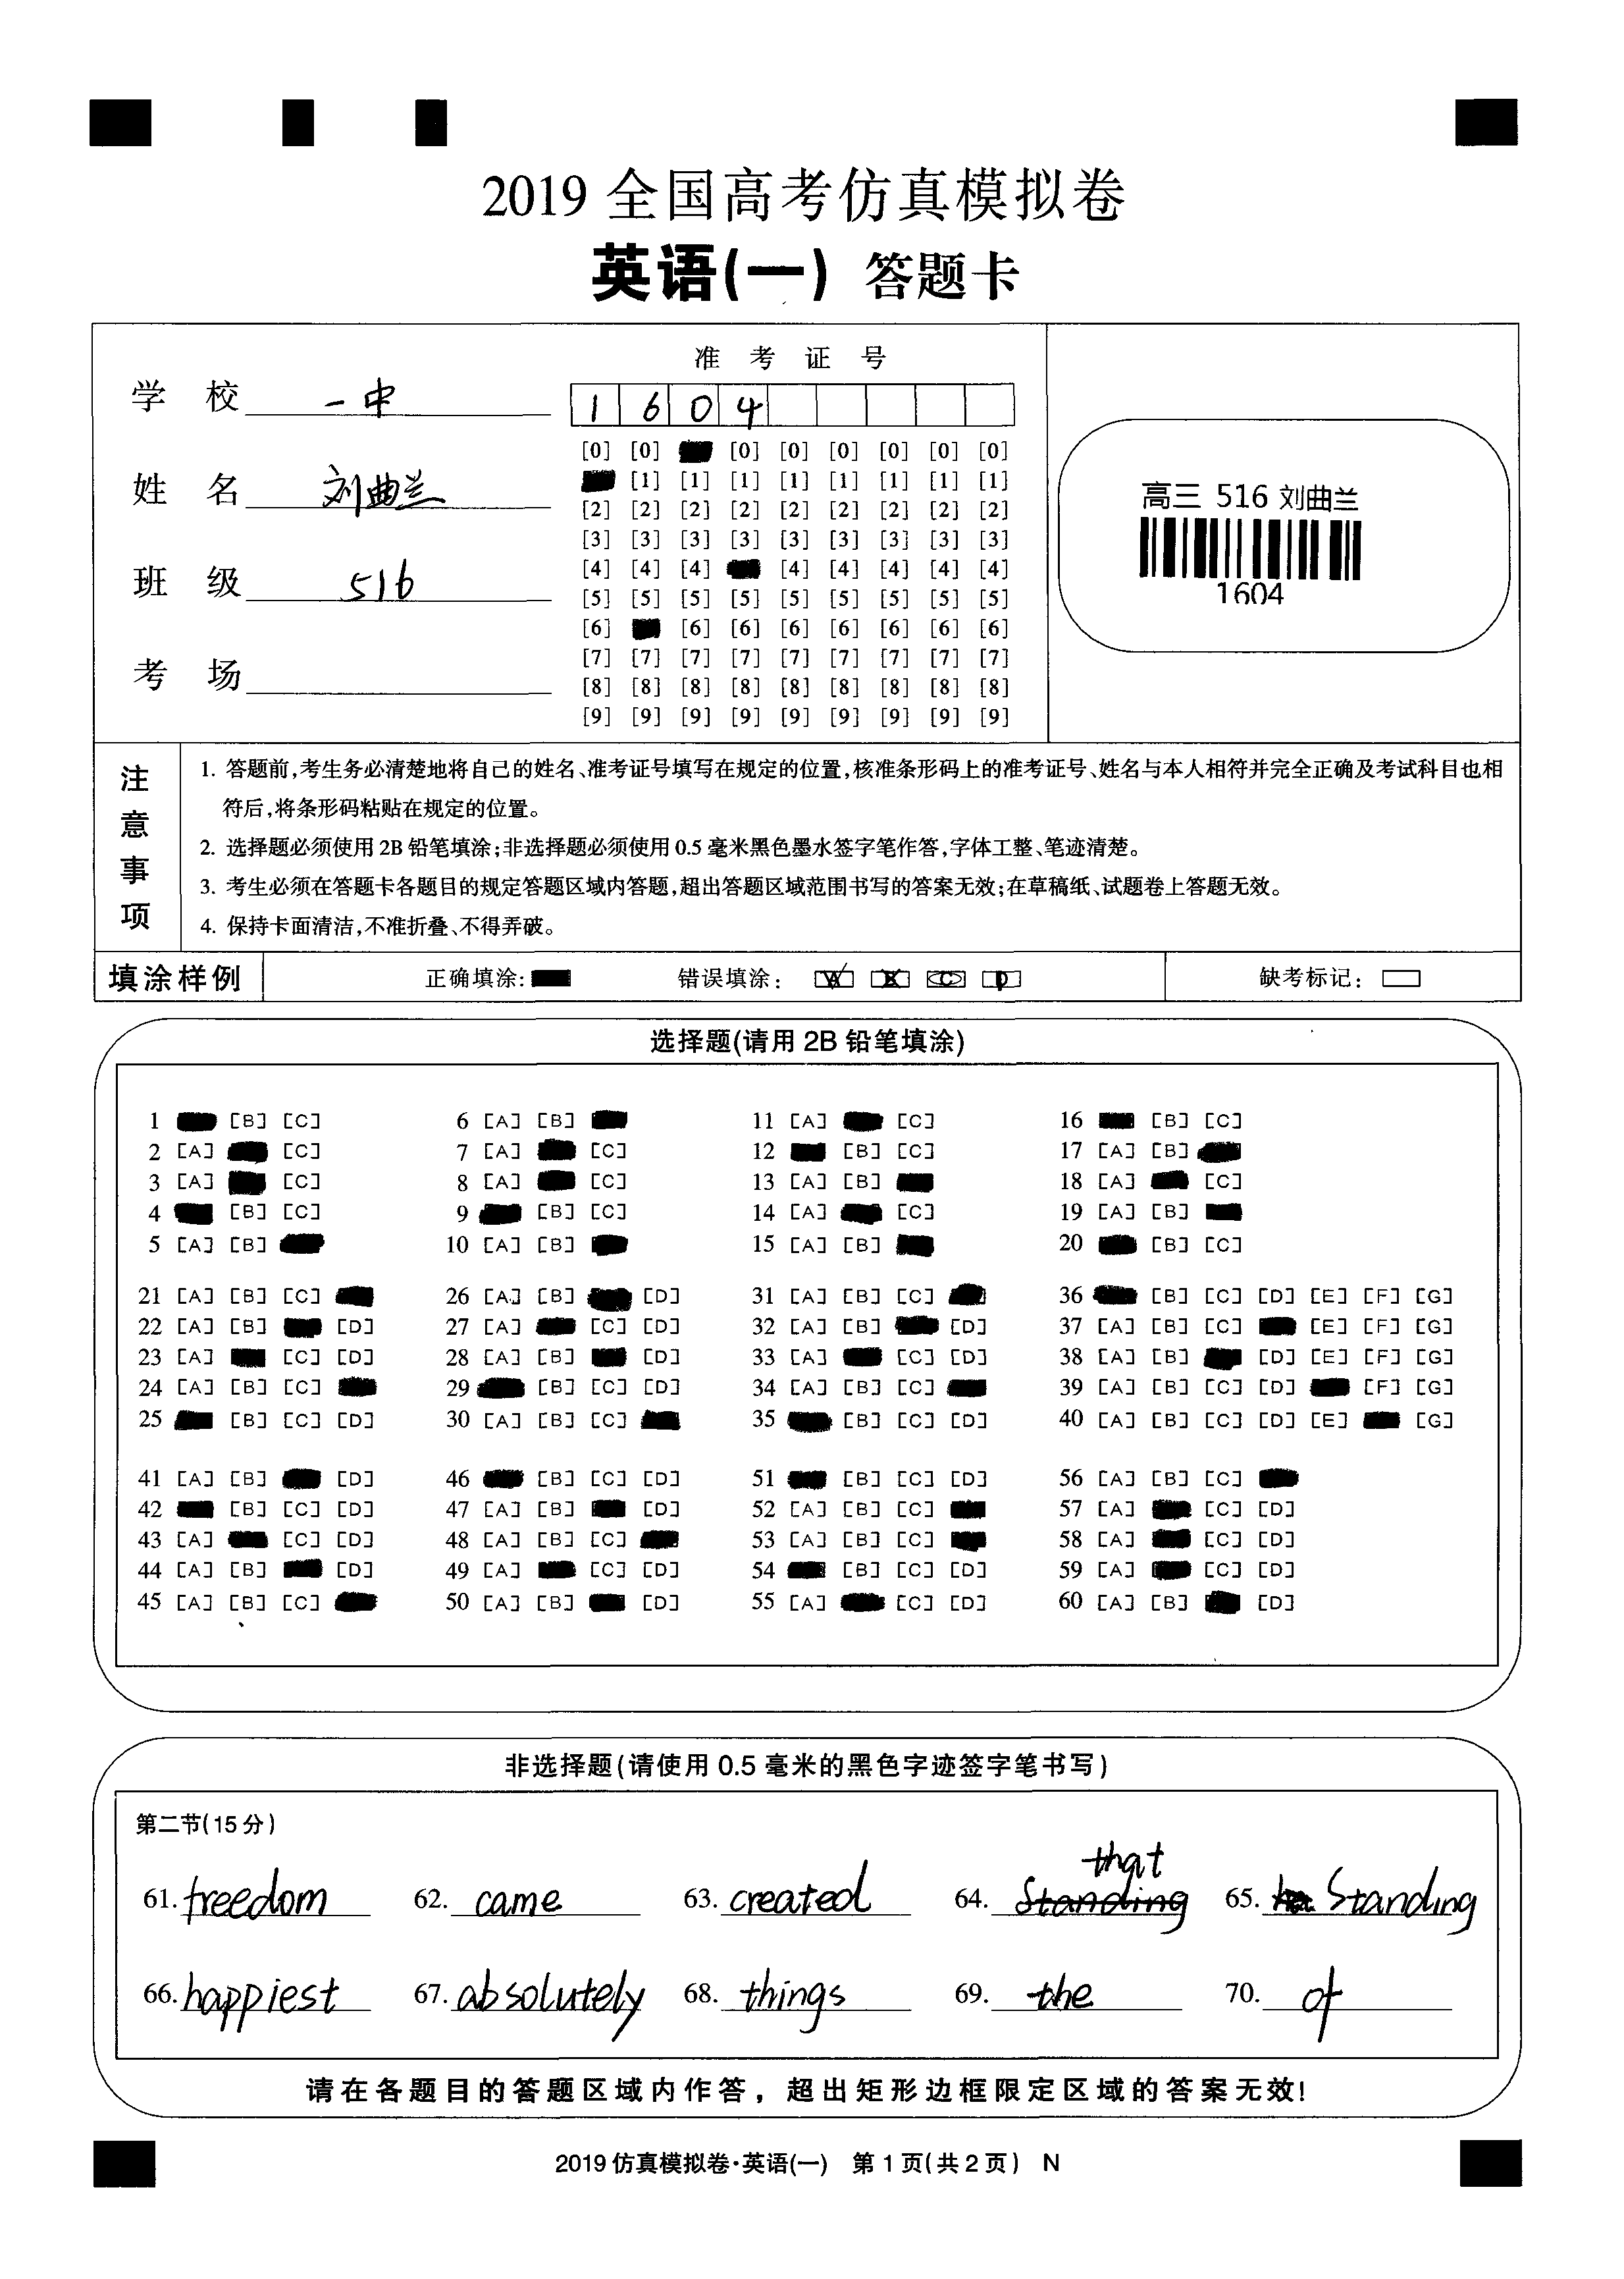 2019 全国高考仿真模拟卷
英语(一) 答题卡
准 考 证 号
学 校 一中
1 6 0 4
姓 名 刘曲兰
班 级 516
考 场
[0] [0] [0] [0] [0] [0] [0] [0]
[1] [1] [1] [1] [1] [1] [1] [1]
[2] [2] [2] [2] [2] [2] [2] [2] [2]
[3] [3] [3] [3] [3] [3] [3] [3] [3]
[4] [4] [4] [4] [4] [4] [4] [4]
[5] [5] [5] [5] [5] [5] [5] [5] [5]
[6] [6] [6] [6] [6] [6] [6] [6]
[7] [7] [7] [7] [7] [7] [7] [7] [7]
[8] [8] [8] [8] [8] [8] [8] [8] [8]
[9] [9] [9] [9] [9] [9] [9] [9] [9]
高三 516 刘曲兰
1604
注意事项
1. 答题前,考生务必清楚地将自己的姓名、准考证号填写在规定的位置,核准条形码上的准考证号、姓名与本人相符并完全正确及考试科目也相
符后,将条形码粘贴在规定的位置。
2. 选择题必须使用 2B 铅笔填涂;非选择题必须使用 0.5 毫米黑色墨水签字笔作答,字体工整、笔迹清楚。
3. 考生必须在答题卡各题目的规定答题区域内答题,超出答题区域范围书写的答案无效;在草稿纸、试题卷上答题无效。
4. 保持卡面清洁,不准折叠、不得弄破。
填涂样例 正确填涂: 错误填涂: [A] [B] [C] [D] 缺考标记:
选择题(请用 2B 铅笔填涂)
1 [B] [C] 6 [A] [B] 11 [A] [C] 16 [B] [C]
2 [A] [C] 7 [A] [C] 12 [B] [C] 17 [A] [B]
3 [A] [C] 8 [A] [C] 13 [A] [B] 18 [A] [C]
4 [B] [C] 9 [B] [C] 14 [A] [C] 19 [A] [B]
5 [A] [B] 10 [A] [B] 15 [A] [B] 20 [B] [C]
21 [A] [B] [C] 26 [A] [B] [D] 31 [A] [B] [C] 36 [B] [C] [D] [E] [F] [G]
22 [A] [B] [D] 27 [A] [C] [D] 32 [A] [B] [D] 37 [A] [B] [C] [E] [F] [G]
23 [A] [C] [D] 28 [A] [B] [D] 33 [A] [C] [D] 38 [A] [B] [D] [E] [F] [G]
24 [A] [B] [C] 29 [B] [C] [D] 34 [A] [B] [C] 39 [A] [B] [C] [D] [F] [G]
25 [B] [C] [D] 30 [A] [B] [C] 35 [B] [C] [D] 40 [A] [B] [C] [D] [E] [G]
41 [A] [B] [D] 46 [B] [C] [D] 51 [B] [C] [D] 56 [A] [B] [C]
42 [B] [C] [D] 47 [A] [B] [D] 52 [A] [B] [C] 57 [A] [C] [D]
43 [A] [C] [D] 48 [A] [B] [C] 53 [A] [B] [C] 58 [A] [C] [D]
44 [A] [B] [D] 49 [A] [C] [D] 54 [B] [C] [D] 59 [A] [C] [D]
45 [A] [B] [C] 50 [A] [B] [D] 55 [A] [C] [D] 60 [A] [B] [D]
非选择题(请使用 0.5 毫米的黑色字迹签字笔书写)
第二节(15 分)
61. freedom 62. came 63. created 64. Standing that 65. Standing
66. happiest 67. absolutely 68. things 69. the 70. of
请在各题目的答题区域内作答，超出矩形边框限定区域的答案无效!
2019 仿真模拟卷·英语(一) 第 1 页(共 2 页) N